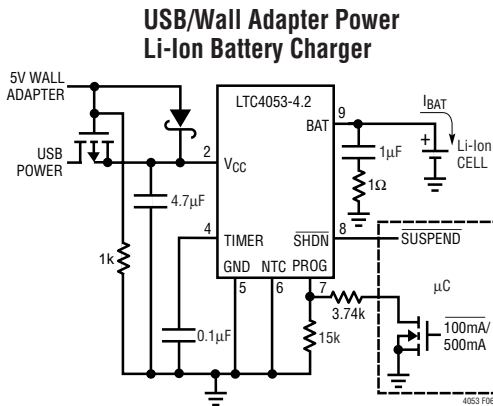 USB/Wall Adapter Power
Li-Ion Battery Charger
5V WALL
ADAPTER
USB
POWER
LTC4053-4.2
2
VCC
BAT
9
IBAT
+
Li-Ion
CELL
1µF
1Ω
4.7µF
4
TIMER
SHDN
8
SUSPEND
GND
NTC
PROG
5
6
7
1k
0.1µF
3.74k
15k
µC
100mA/
500mA
4053 F06